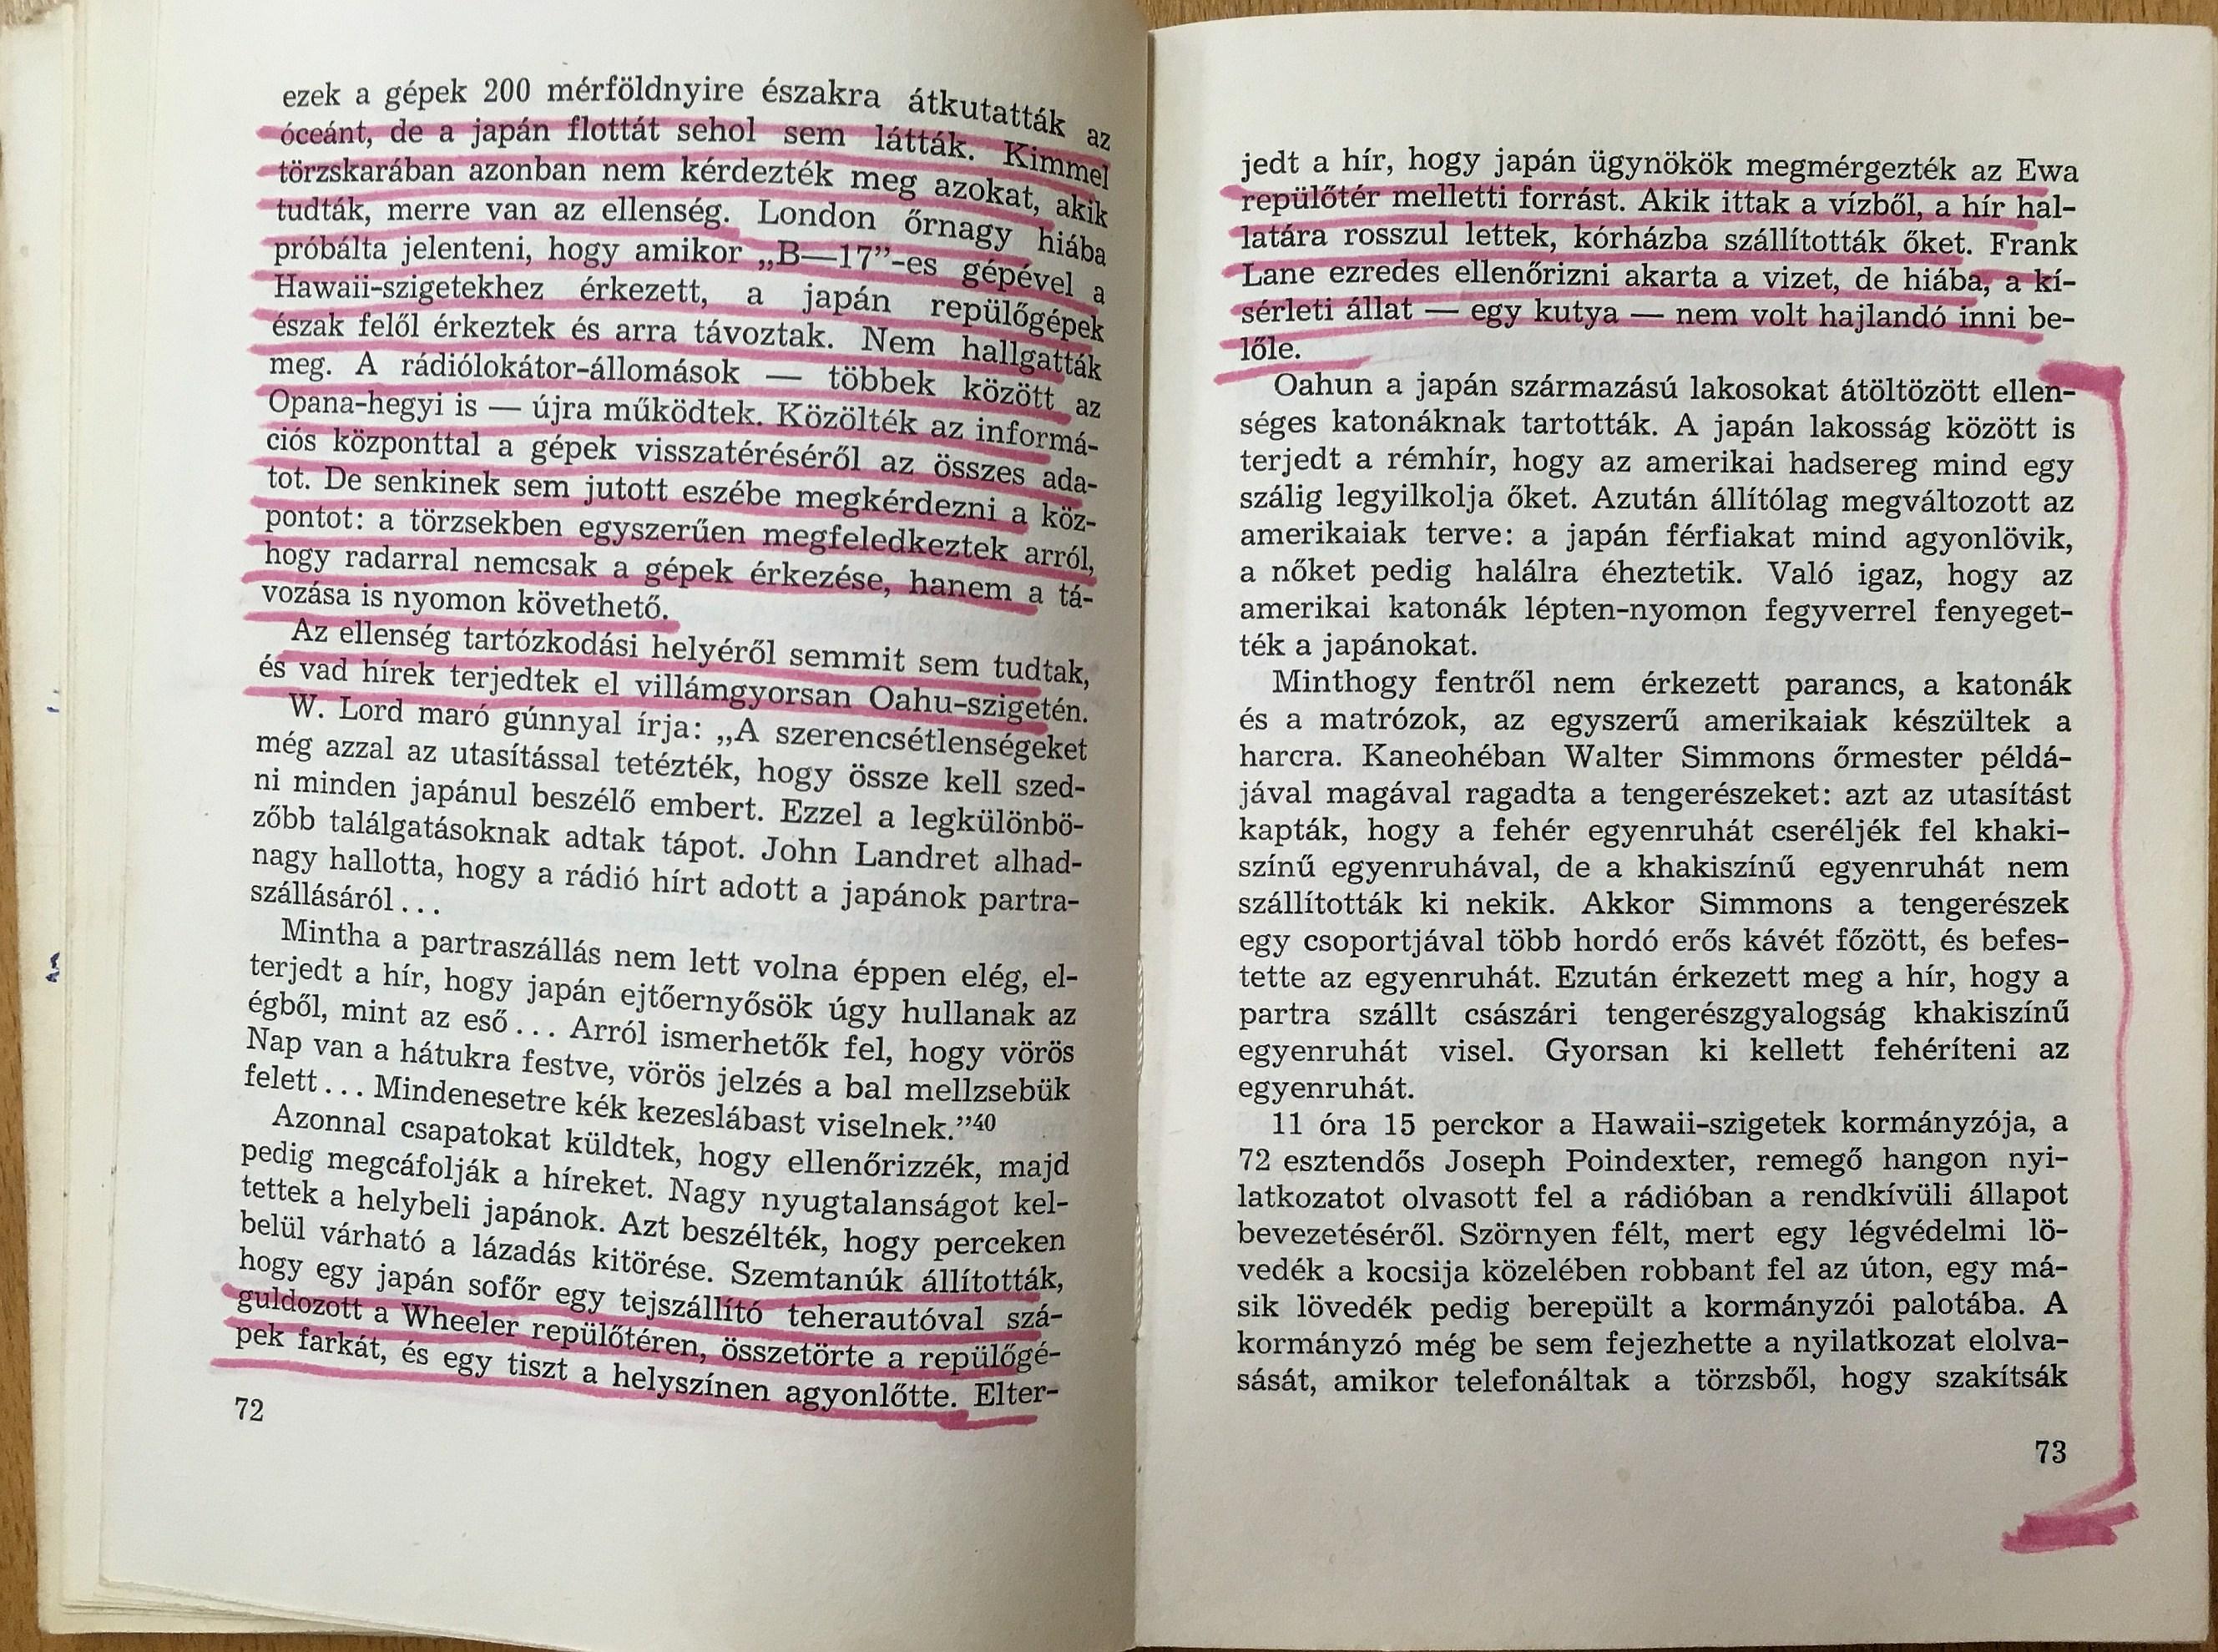 ezek a gépek 200 mérföldnyire északra átkutatták az
óceánt, de a japán flottát sehol sem látták. Kimmel
törzskarában azonban nem kérdezték meg azokat, akik
tudták, merre van az ellenség. London őrnagy hiába
próbálta jelenteni, hogy amikor „B—17”-es gépével a
Hawaii-szigetekhez érkezett, a japán repülőgépek
észak felől érkeztek és arra távoztak. Nem hallgatták
meg. A rádiólokátor-állomások — többek között az
Opana-hegyi is — újra működtek. Közölték az informá-
ciós központtal a gépek visszatéréséről az összes ada-
tot. De senkinek sem jutott eszébe megkérdezni a köz-
pontot: a törzsekben egyszerűen megfeledkeztek arról,
hogy radarral nemcsak a gépek érkezése, hanem a tá-
vozása is nyomon követhető.
Az ellenség tartózkodási helyéről semmit sem tudtak,
és vad hírek terjedtek el villámgyorsan Oahu-szigetén.
W. Lord maró gúnnyal írja: „A szerencsétlenségeket
még azzal az utasítással tetézték, hogy össze kell szed-
ni minden japánul beszélő embert. Ezzel a legkülönbö-
zőbb találgatásoknak adtak tápot. John Landret alhad-
nagy hallotta, hogy a rádió hírt adott a japánok partra-
szállásáról...
Mintha a partraszállás nem lett volna éppen elég, el-
terjedt a hír, hogy japán ejtőernyősök úgy hullanak az
égből, mint az eső... Arról ismerhetők fel, hogy vörös
Nap van a hátukra festve, vörös jelzés a bal mellzsebük
felett... Mindenesetre kék kezeslábast viselnek.”40
Azonnal csapatokat küldtek, hogy ellenőrizzék, majd
pedig megcáfolják a híreket. Nagy nyugtalanságot kel-
tettek a helybeli japánok. Azt beszélték, hogy perceken
belül várható a lázadás kitörése. Szemtanúk állították,
hogy egy japán sofőr egy tejszállító teherautóval szá-
guldozott a Wheeler repülőtéren, összetörte a repülőgé-
pek farkát, és egy tiszt a helyszínen agyonlőtte. Elter-
72
jedt a hír, hogy japán ügynökök megmérgezték az Ewa
repülőtér melletti forrást. Akik ittak a vízből, a hír hal-
latára rosszul lettek, kórházba szállították őket. Frank
Lane ezredes ellenőrizni akarta a vizet, de hiába, a kí-
sérleti állat — egy kutya — nem volt hajlandó inni be-
lőle.
Oahun a japán származású lakosokat átöltözött ellen-
séges katonáknak tartották. A japán lakosság között is
terjedt a rémhír, hogy az amerikai hadsereg mind egy
szálig legyilkolja őket. Azután állítólag megváltozott az
amerikaiak terve: a japán férfiakat mind agyonlövik,
a nőket pedig halálra éheztetik. Való igaz, hogy az
amerikai katonák lépten-nyomon fegyverrel fenyeget-
ték a japánokat.
Minthogy fentről nem érkezett parancs, a katonák
és a matrózok, az egyszerű amerikaiak készültek a
harcra. Kaneohéban Walter Simmons őrmester példá-
jával magával ragadta a tengerészeket: azt az utasítást
kapták, hogy a fehér egyenruhát cseréljék fel khaki-
színű egyenruhával, de a khakiszínű egyenruhát nem
szállították ki nekik. Akkor Simmons a tengerészek
egy csoportjával több hordó erős kávét főzött, és befes-
tette az egyenruhát. Ezután érkezett meg a hír, hogy a
partra szállt császári tengerészgyalogság khakiszínű
egyenruhát visel. Gyorsan ki kellett fehéríteni az
egyenruhát.
11 óra 15 perckor a Hawaii-szigetek kormányzója, a
72 esztendős Joseph Poindexter, remegő hangon nyi-
latkozatot olvasott fel a rádióban a rendkívüli állapot
bevezetéséről. Szörnyen félt, mert egy légvédelmi lö-
vedék a kocsija közelében robbant fel az úton, egy má-
sik lövedék pedig berepült a kormányzói palotába. A
kormányzó még be sem fejezhette a nyilatkozat elolva-
sását, amikor telefonáltak a törzsből, hogy szakítsák
73